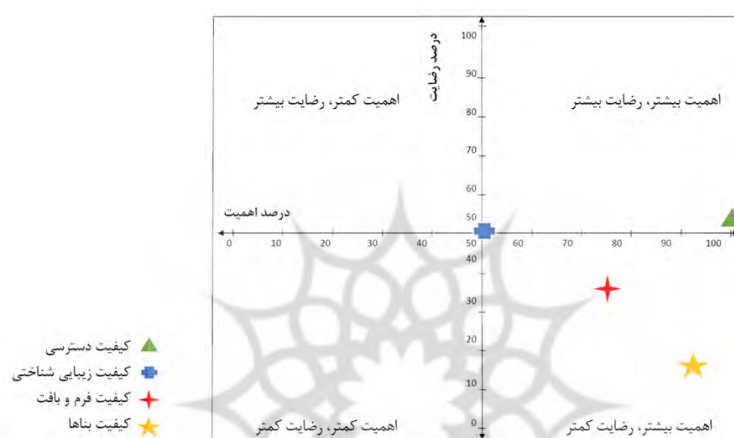 درصد رضایت
100
90
80
70
60
50
40
30
20
10
0
اهمیت کمتر، رضایت بیشتر
اهمیت بیشتر، رضایت بیشتر
درصد اهمیت
0 10 20 30 40 50 60 70 80 90 100
اهمیت کمتر، رضایت کمتر
اهمیت بیشتر، رضایت کمتر
کیفیت دسترسی
کیفیت زیبایی شناختی
کیفیت فرم و بافت
کیفیت بناها